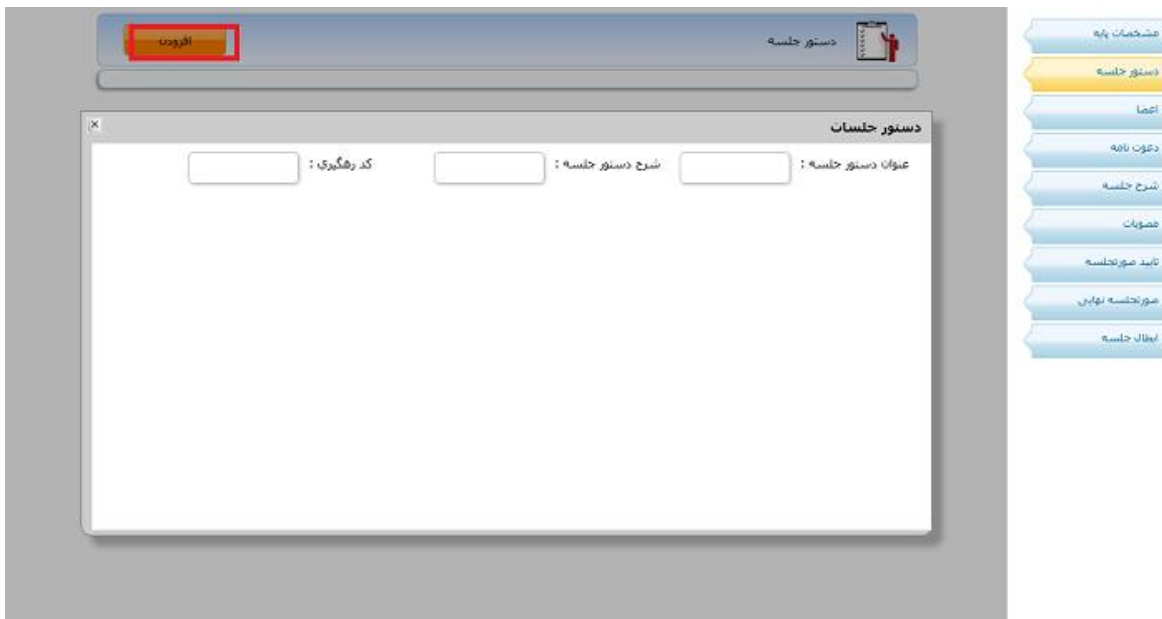 دستور جلسه
افزودن
دستور جلسات
عنوان دستور جلسه :
شرح دستور جلسه :
کد رهگیری :
مشخصات پایه
دستور جلسه
اعضا
دعوت نامه
شرح جلسه
مصوبات
تایید صورتجلسه
صورتجلسه نهایی
ابطال جلسه